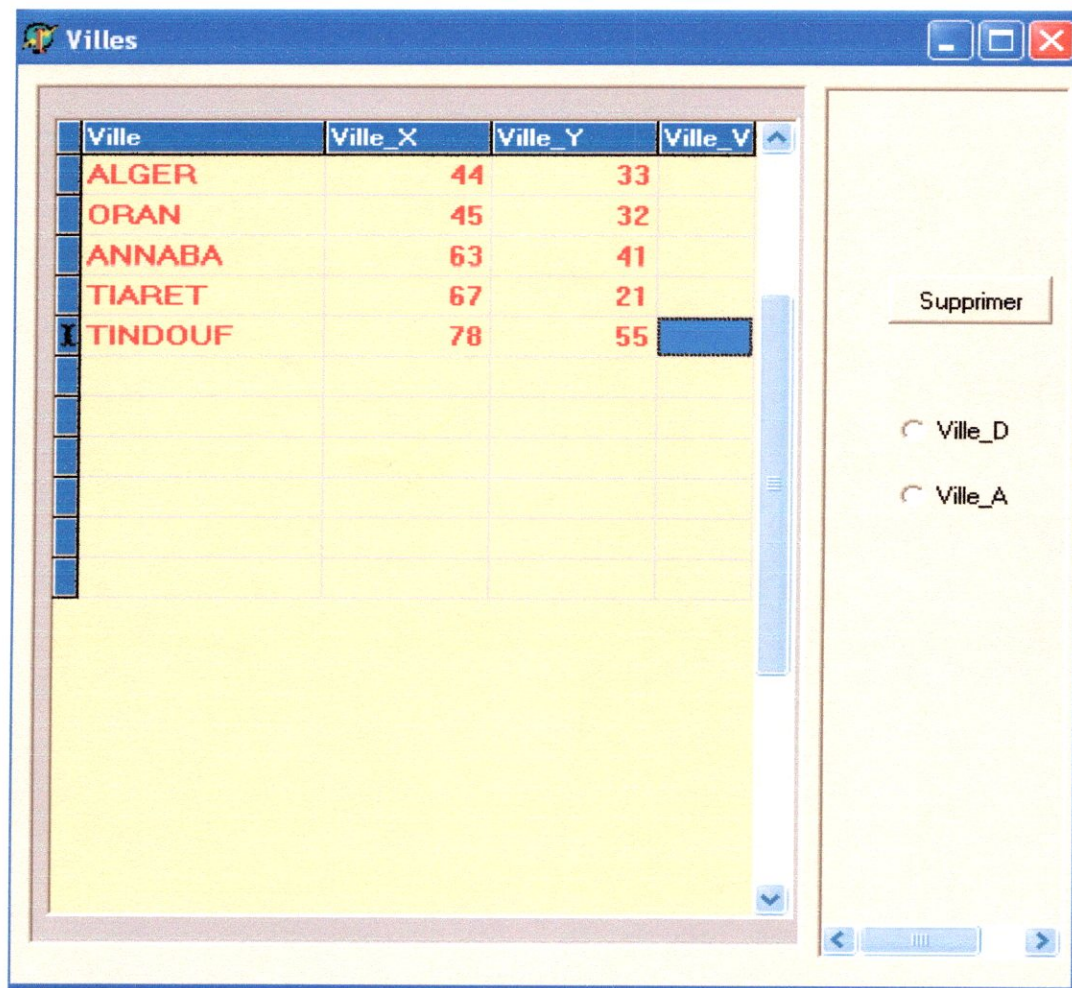 Villes
Ville Ville_X Ville_Y Ville_V
ALGER 44 33
ORAN 45 32
ANNABA 63 41
TIARET 67 21
TINDOUF 78 55
Supprimer
Ville_D
Ville_A